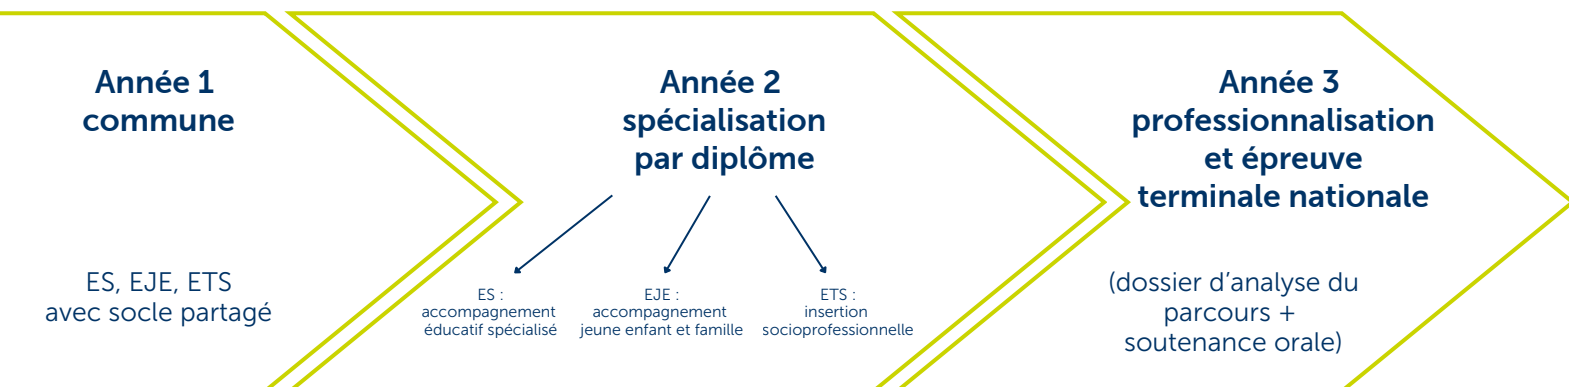 Année 1
commune
ES, EJE, ETS
avec socle partagé
Année 2
spécialisation
par diplôme
ES :
accompagnement
éducatif spécialisé
EJE :
accompagnement
jeune enfant et famille
ETS :
insertion
socioprofessionnelle
Année 3
professionnalisation
et épreuve
terminale nationale
(dossier d’analyse du
parcours +
soutenance orale)